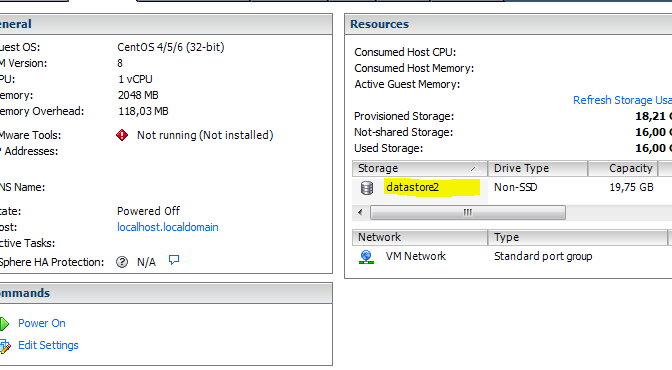 eneral
uest OS: CentOS 4/5/6 (32-bit)
M Version: 8
PU: 1 vCPU
emory: 2048 MB
emory Overhead: 118,03 MB
Mware Tools: Not running (Not installed)
P Addresses:
NS Name:
tate: Powered Off
ost: localhost.localdomain
ctive Tasks:
Sphere HA Protection: N/A
ommands
Power On
Edit Settings
Resources
Consumed Host CPU:
Consumed Host Memory:
Active Guest Memory:
Refresh Storage Usa
Provisioned Storage: 18,21
Not-shared Storage: 16,00
Used Storage: 16,00
Storage Drive Type Capacity
datastore2 Non-SSD 19,75 GB
Network Type
VM Network Standard port group